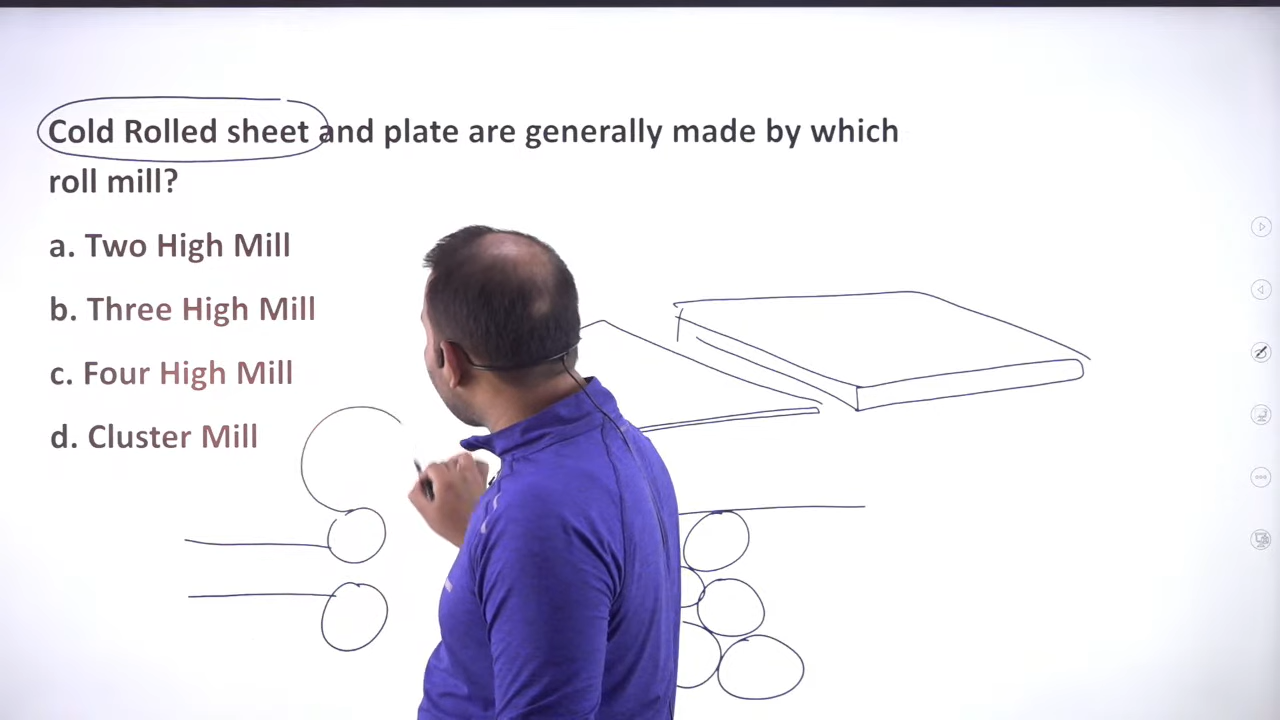 Cold Rolled sheet and plate are generally made by which
roll mill?
a. Two High Mill
b. Three High Mill
c. Four High Mill
d. Cluster Mill